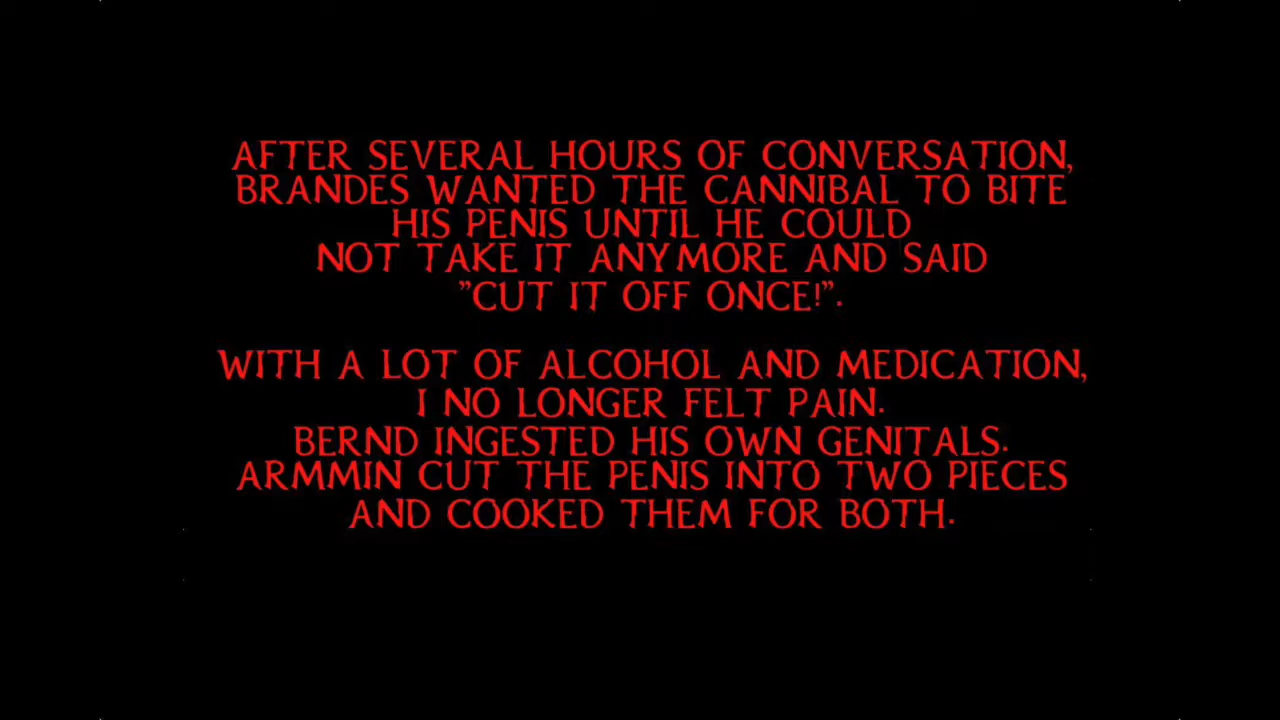 AFTER SEVERAL HOURS OF CONVERSATION,
BRANDES WANTED THE CANNIBAL TO BITE
HIS PENIS UNTIL HE COULD
NOT TAKE IT ANYMORE AND SAID
"CUT IT OFF ONCE!".
WITH A LOT OF ALCOHOL AND MEDICATION,
I NO LONGER FELT PAIN.
BERND INGESTED HIS OWN GENITALS.
ARMMIN CUT THE PENIS INTO TWO PIECES
AND COOKED THEM FOR BOTH.